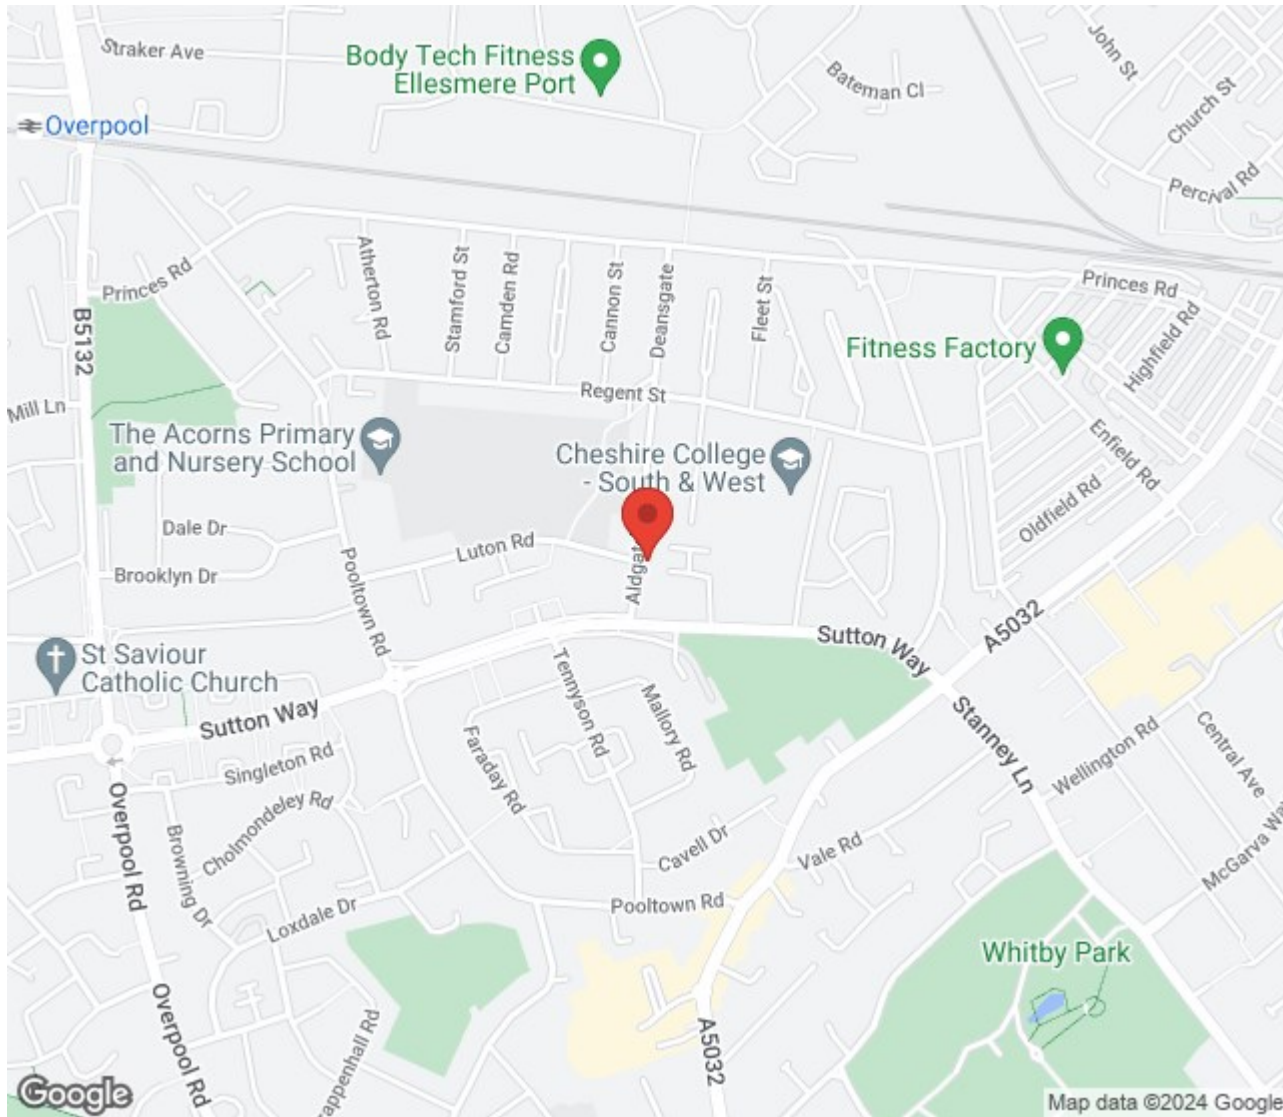 Straker Ave
Body Tech Fitness
Ellesmere Port
Bateman Cl
John St
Church St
Percival Rd
Overpool
Princes Rd
Atherton Rd
Stamford St
Camden Rd
Cannon St
Deansgate
Fleet St
Princes Rd
Highfield Rd
B5132
Fitness Factory
Regent St
Mill Ln
The Acorns Primary
and Nursery School
Cheshire College
- South & West
Enfield Rd
Oldfield Rd
Dale Dr
Luton Rd
Brooklyn Dr
Pooltown Rd
A5032
St Saviour
Catholic Church
Sutton Way
Sutton Way
Tennyson Rd
Mallory Rd
Stanney Ln
Central Ave
Wellington Rd
Singleton Rd
Faraday Rd
Cholmondeley Rd
Overpool Rd
Browning Dr
Cavell Dr
Vale Rd
Loxdale Dr
Pooltown Rd
Whitby Park
Overpool Rd
A5032
Google
Map data ©2024 Google